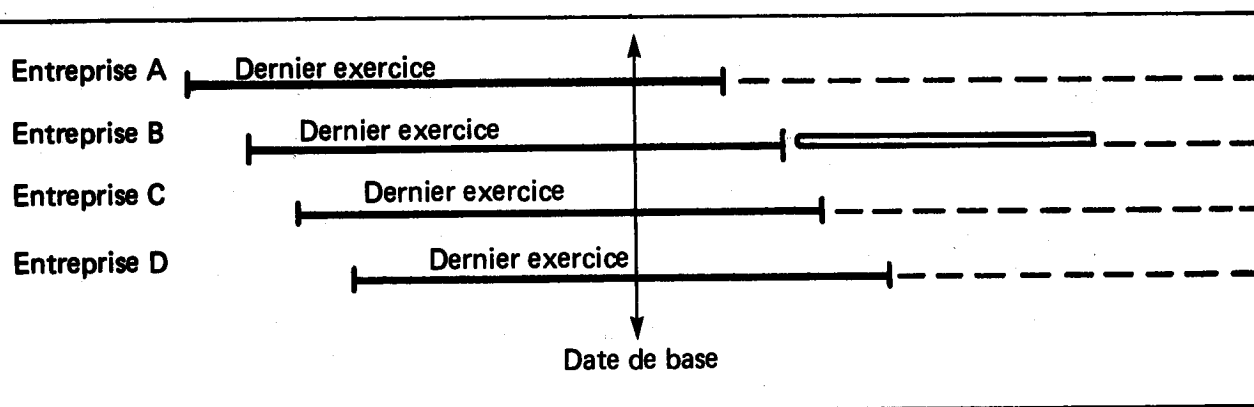 Entreprise A Dernier exercice
Entreprise B Dernier exercice
Entreprise C Dernier exercice
Entreprise D Dernier exercice
Date de base